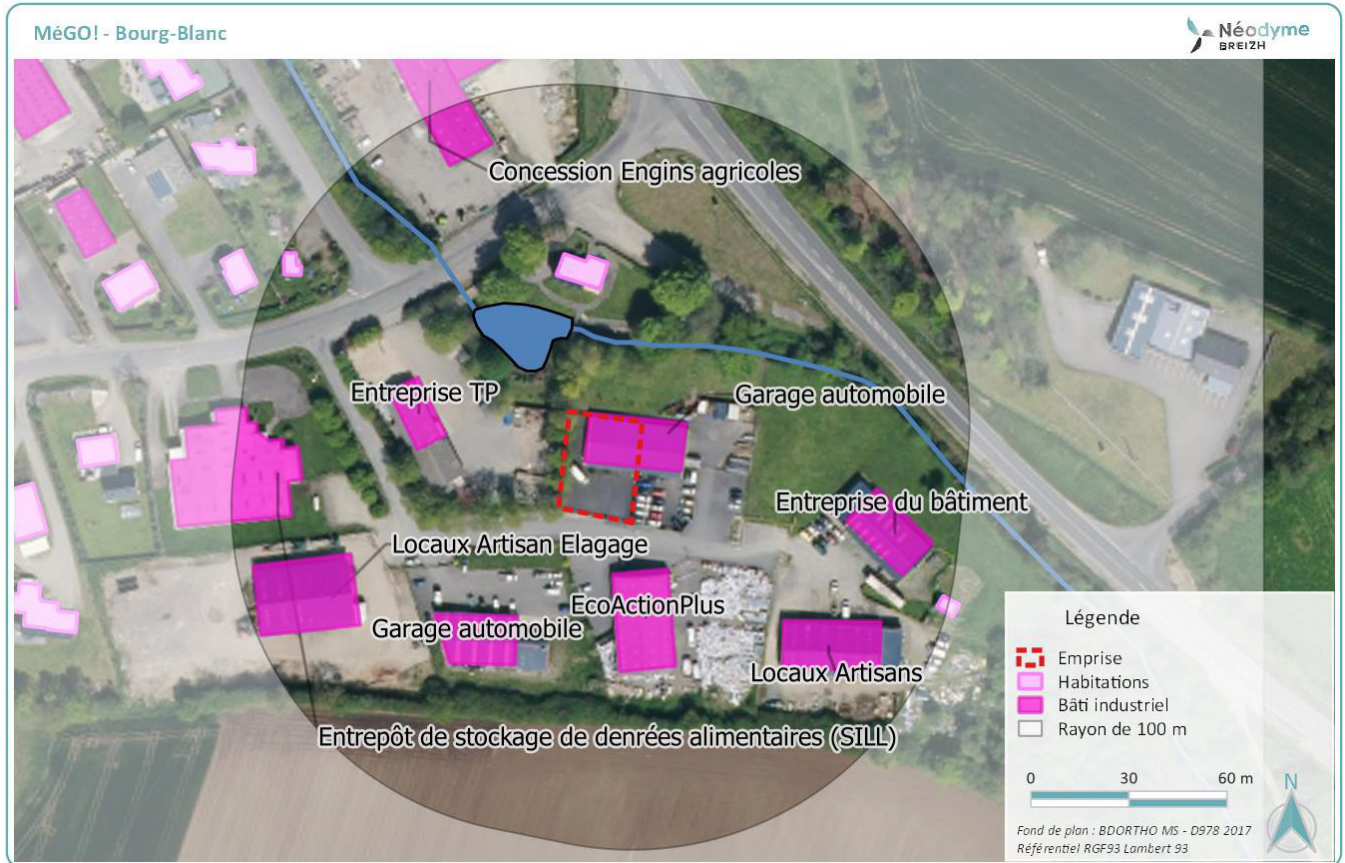 MéGO! - Bourg-Blanc
Néodyme
BREIZH
Concession Engins agricoles
Entreprise TP
Garage automobile
Entreprise du bâtiment
Locaux Artisan Elagage
EcoActionPlus
Garage automobile
Locaux Artisans
Entrepôt de stockage de denrées alimentaires (SILL)
Légende
Emprise
Habitations
Bâti industriel
Rayon de 100 m
0 30 60 m
N
Fond de plan : BDORTHO MS - D978 2017
Référentiel RGF93 Lambert 93